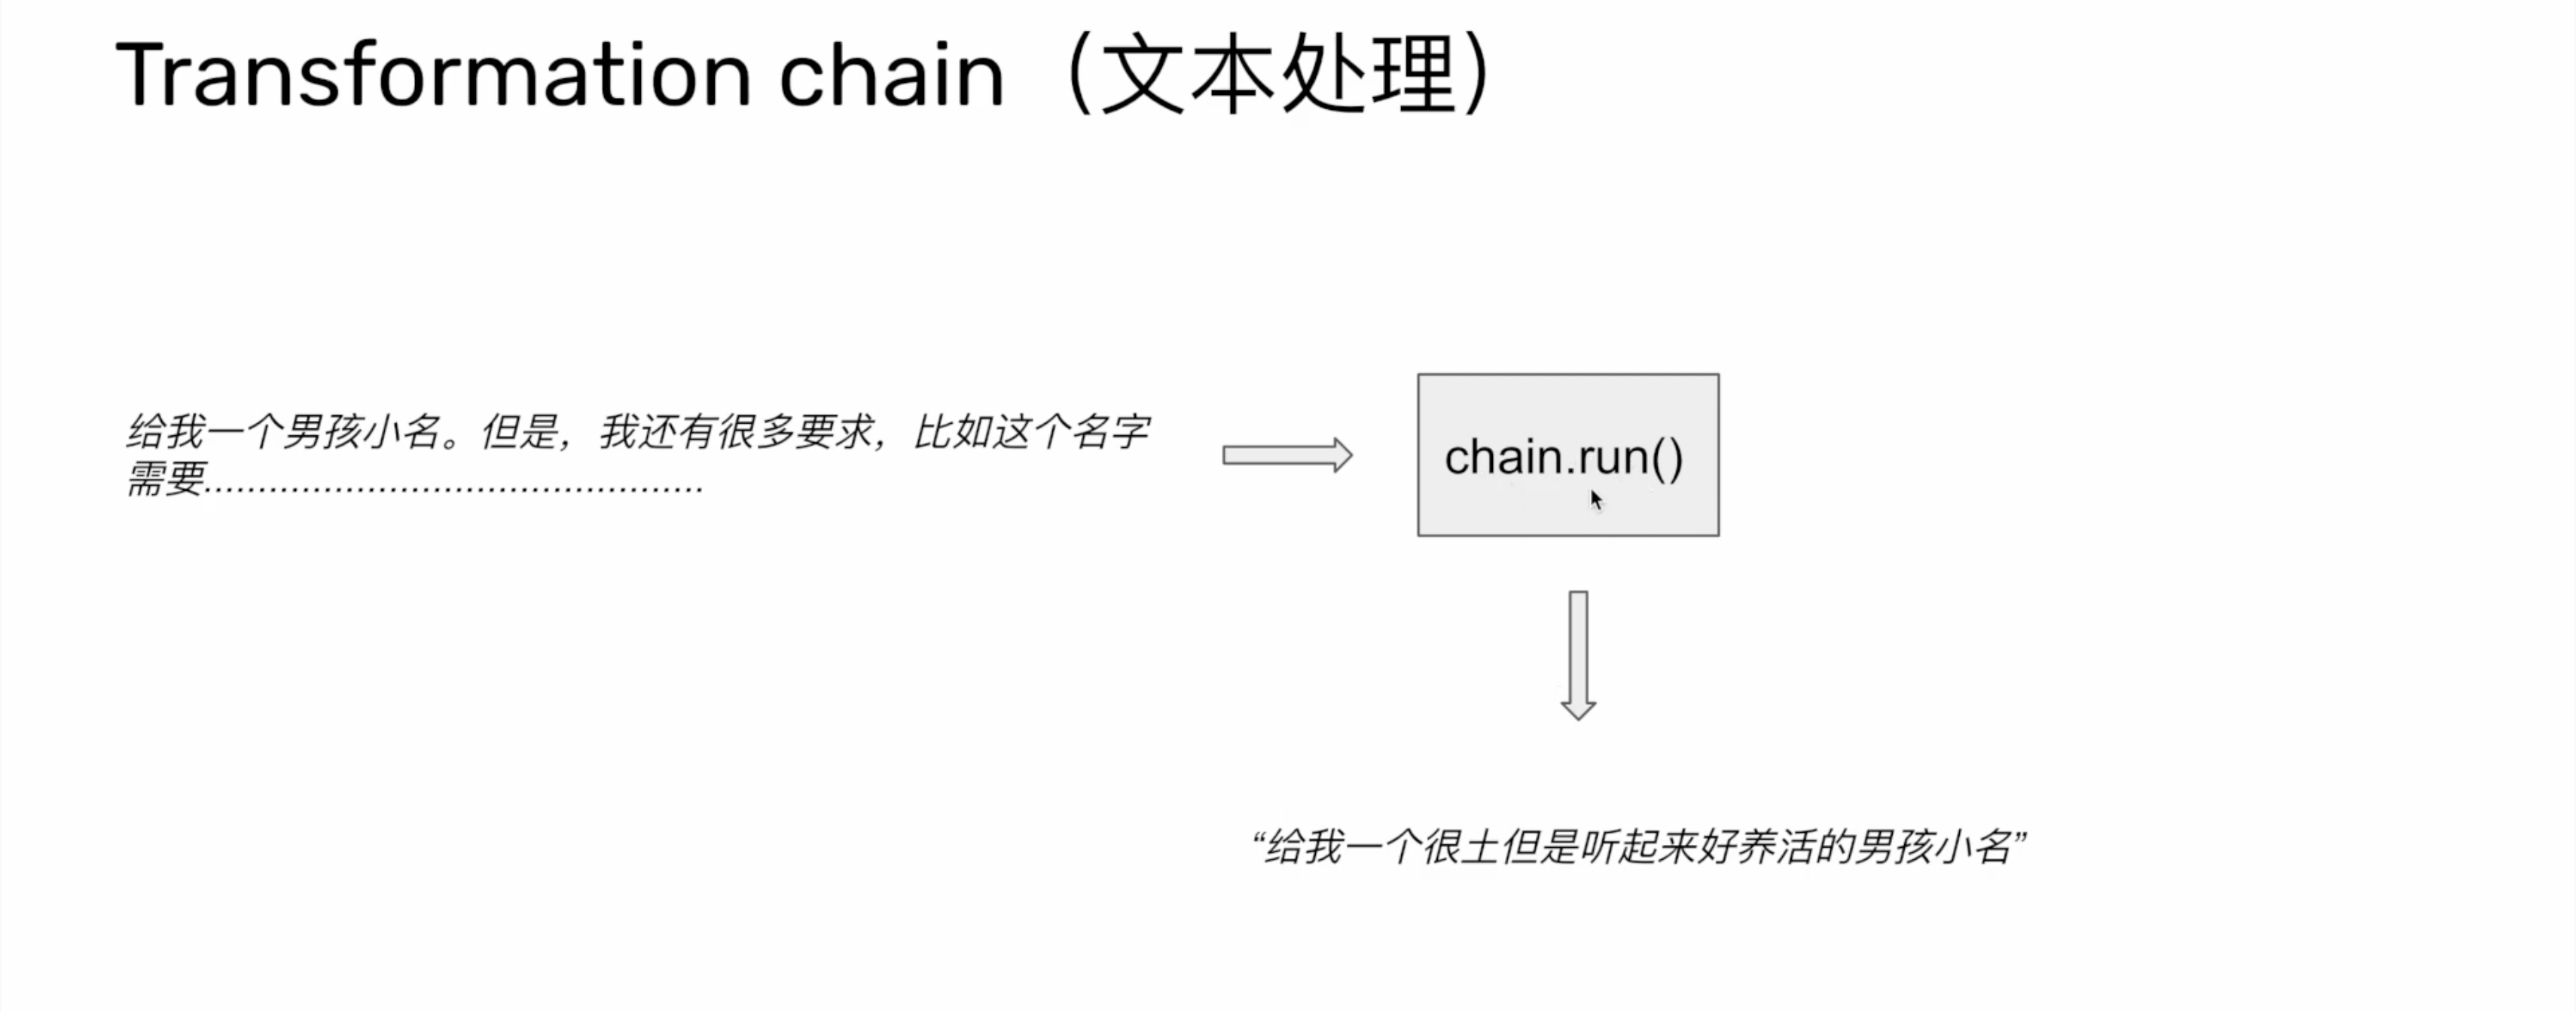 Transformation chain（文本处理）
给我一个男孩小名。但是，我还有很多要求，比如这个名字
需要..............................................
chain.run()
“给我一个很土但是听起来好养活的男孩小名”